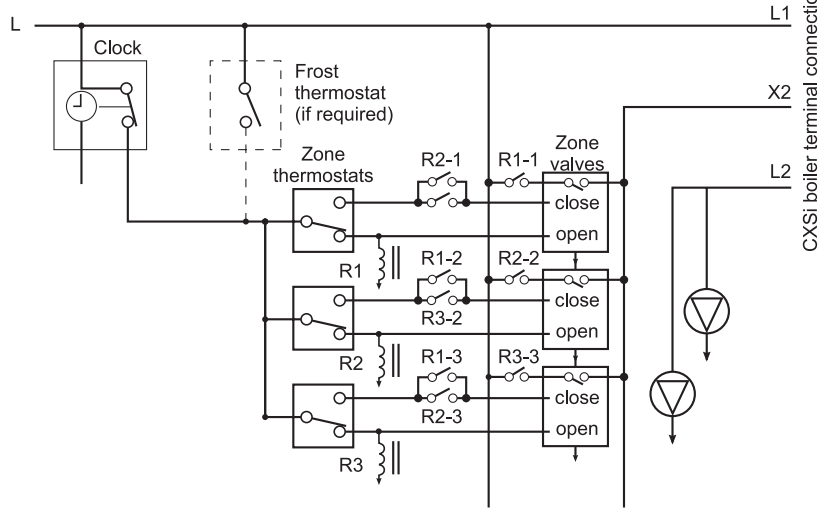 L
L1
Clock
X2
Frost
thermostat
(if required)
Zone
thermostats
Zone
valves
R2-1
R1-1
L2
close
open
R1
R1-2
R2-2
close
R3-2
open
R2
R1-3
R3-3
close
R2-3
open
R3
CXSi boiler terminal connectio